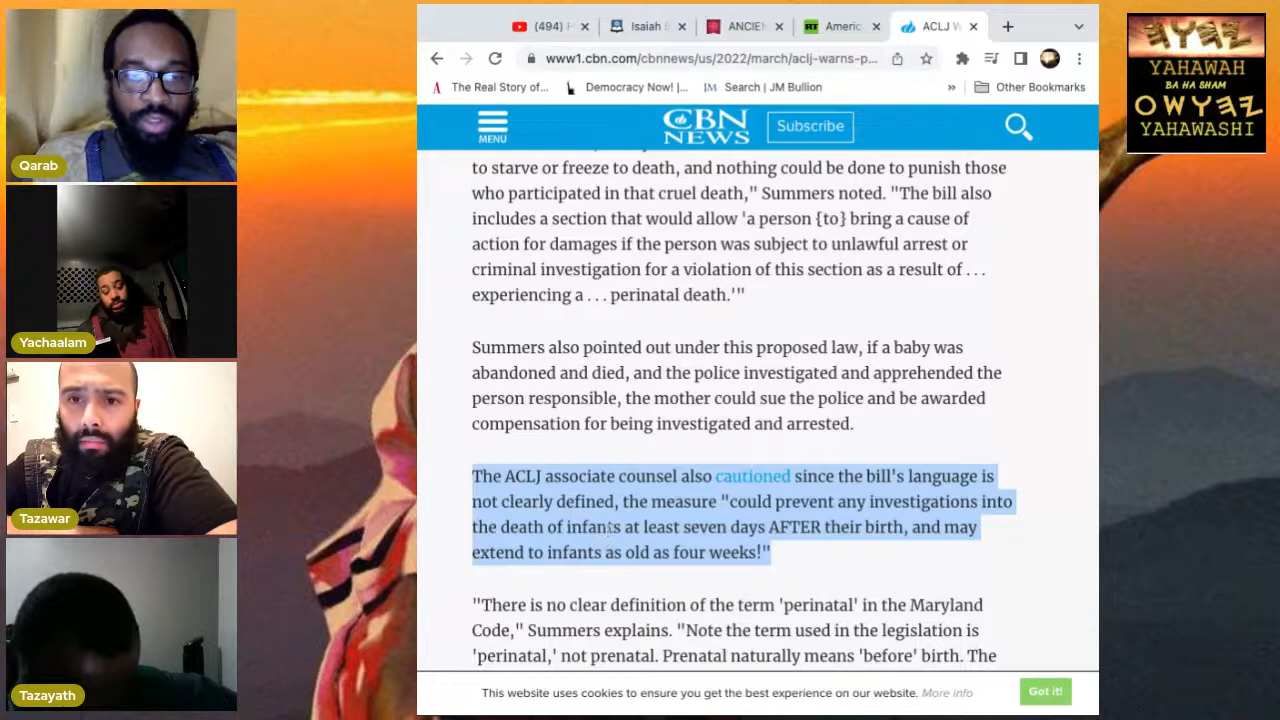 Qarab
Yachaalam
Tazawar
Tazayath
(494)
Isaiah
ANCIEN
RT
Americ
ACLJ W
www1.cbn.com/cbnnews/us/2022/march/aclj-warns-p...
The Real Story of...
Democracy Now! |...
JM
Search | JM Bullion
»
Other Bookmarks
MENU
CBN
NEWS
Subscribe
to starve or freeze to death, and nothing could be done to punish those
who participated in that cruel death," Summers noted. "The bill also
includes a section that would allow 'a person {to} bring a cause of
action for damages if the person was subject to unlawful arrest or
criminal investigation for a violation of this section as a result of . . .
experiencing a . . . perinatal death.'"
Summers also pointed out under this proposed law, if a baby was
abandoned and died, and the police investigated and apprehended the
person responsible, the mother could sue the police and be awarded
compensation for being investigated and arrested.
The ACLJ associate counsel also cautioned since the bill's language is
not clearly defined, the measure "could prevent any investigations into
the death of infants at least seven days AFTER their birth, and may
extend to infants as old as four weeks!"
"There is no clear definition of the term 'perinatal' in the Maryland
Code," Summers explains. "Note the term used in the legislation is
'perinatal,' not prenatal. Prenatal naturally means 'before' birth. The
This website uses cookies to ensure you get the best experience on our website. More info
Got it!
YAHAWAH
BA HA SHAM
YAHAWASHI